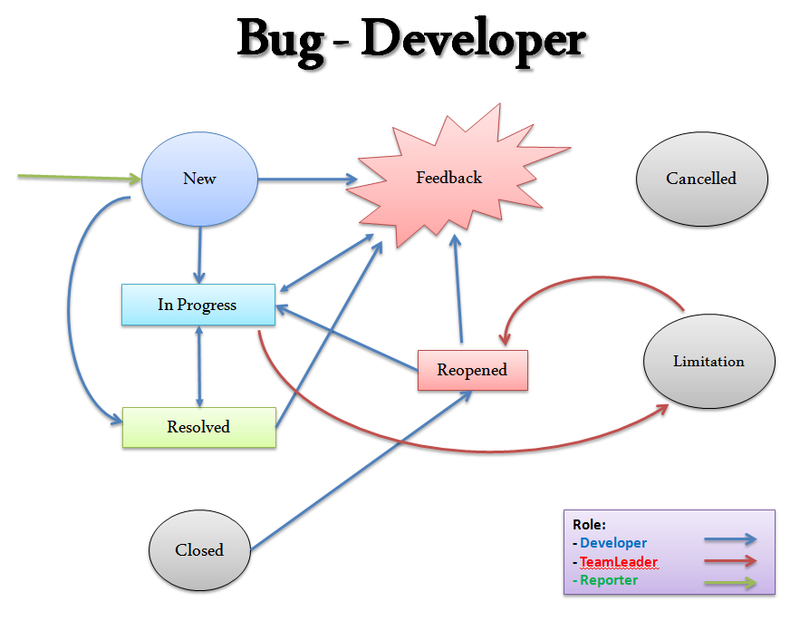 Bug - Developer
New
Feedback
Cancelled
In Progress
Reopened
Limitation
Resolved
Closed
Role:
- Developer
- TeamLeader
- Reporter